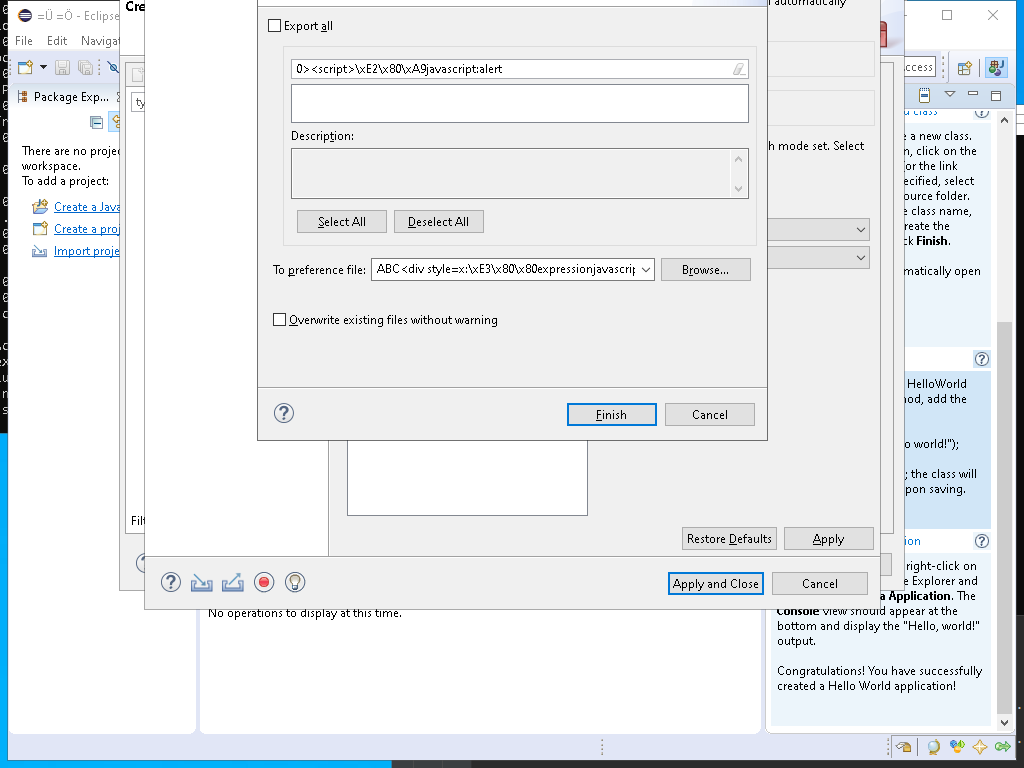 =Ü =Ö - Eclipse
File Edit Navigat
Package Exp...
There are no proje
workspace.
To add a project:
Create a Java
Create a proj
Import proje
Cre
ty
Filt
Export all
0><script>\xE2\x80\xA9javascript:alert
Description:
Select All Deselect All
To preference file: ABC<div style=x:\xE3\x80\x80expressionjavascrip Browse...
Overwrite existing files without warning
Finish Cancel
automatically
h mode set. Select
Restore Defaults Apply
Apply and Close Cancel
No operations to display at this time.
ccess
u class
e a new class.
n, click on the
or the link
ecified, select
ource folder.
e class name,
reate the
k Finish.
matically open
HelloWorld
nod, add the
o world!");
; the class will
pon saving.
ion
right-click on
e Explorer and
a Application. The
Console view should appear at the
bottom and display the "Hello, world!"
output.
Congratulations! You have successfully
created a Hello World application!